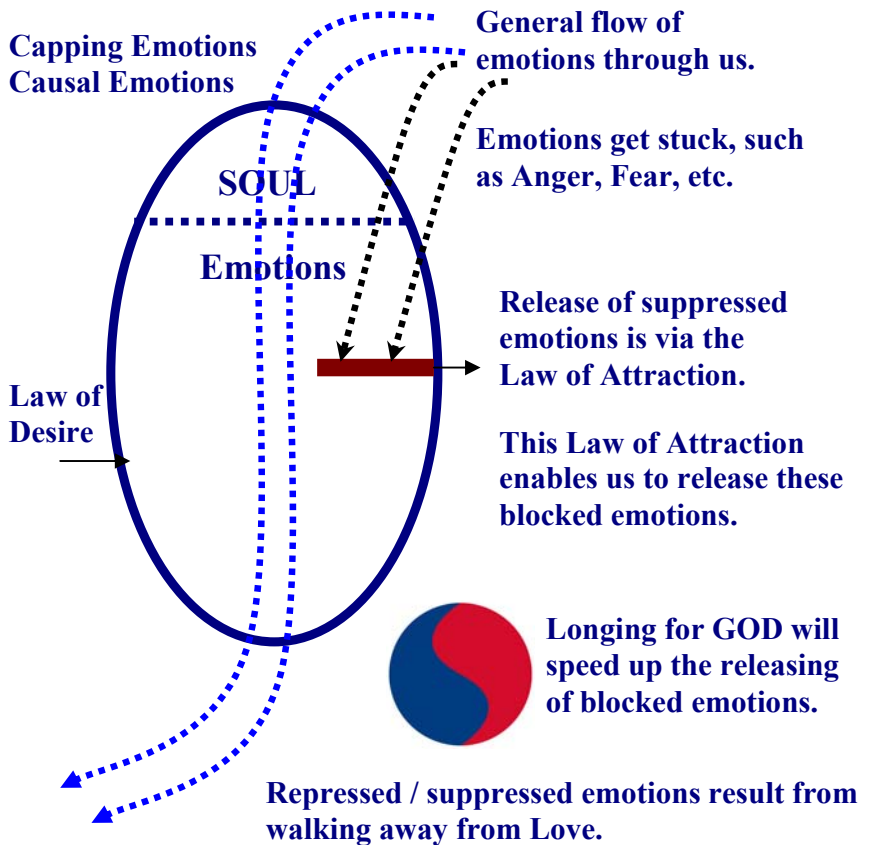 Capping Emotions
Causal Emotions
General flow of
emotions through us.
Emotions get stuck, such
as Anger, Fear, etc.
SOUL
Emotions
Release of suppressed
emotions is via the
Law of Attraction.
Law of
Desire
This Law of Attraction
enables us to release these
blocked emotions.
Longing for GOD will
speed up the releasing
of blocked emotions.
Repressed / suppressed emotions result from
walking away from Love.